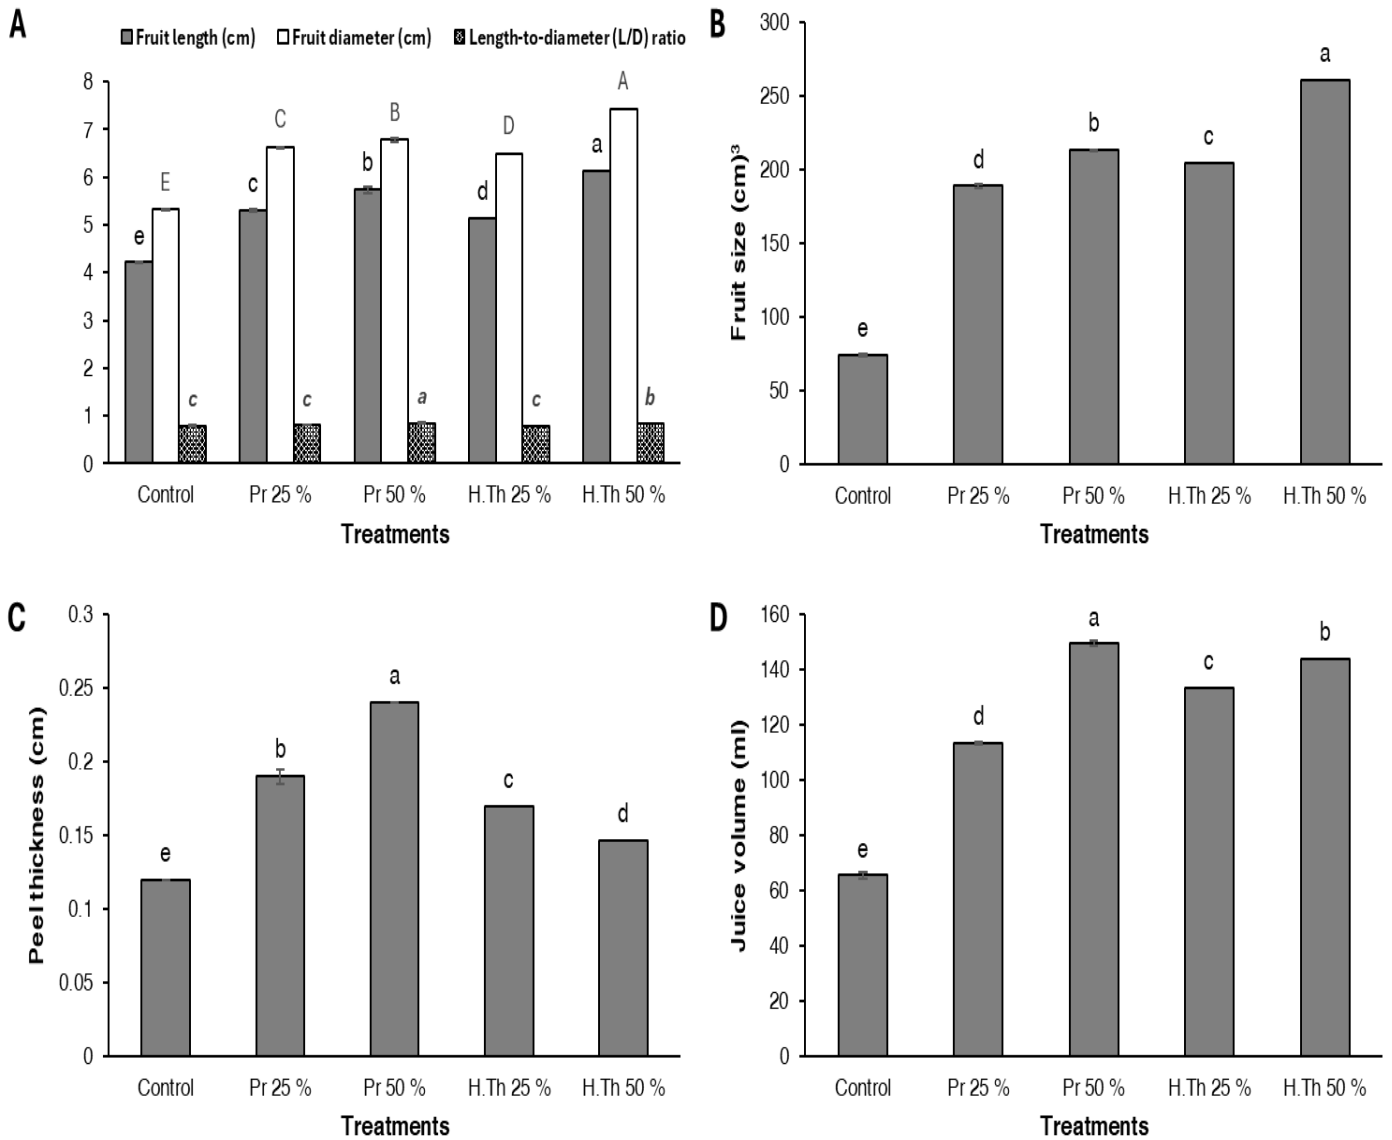 A
Fruit length (cm) Fruit diameter (cm) Length-to-diameter (L/D) ratio
8
7
6
5
4
3
2
1
0
e E c
c C c
b B a
d D c
a A b
Control Pr 25 % Pr 50 % H.Th 25 % H.Th 50 %
Treatments
B
Fruit size (cm)³
300
250
200
150
100
50
0
e d b c a
Control Pr 25 % Pr 50 % H.Th 25 % H.Th 50 %
Treatments
C
Peel thickness (cm)
0.3
0.25
0.2
0.15
0.1
0.05
0
e b a c d
Control Pr 25 % Pr 50 % H.Th 25 % H.Th 50 %
Treatments
D
Juice volume (ml)
160
140
120
100
80
60
40
20
0
e d a c b
Control Pr 25 % Pr 50 % H.Th 25 % H.Th 50 %
Treatments